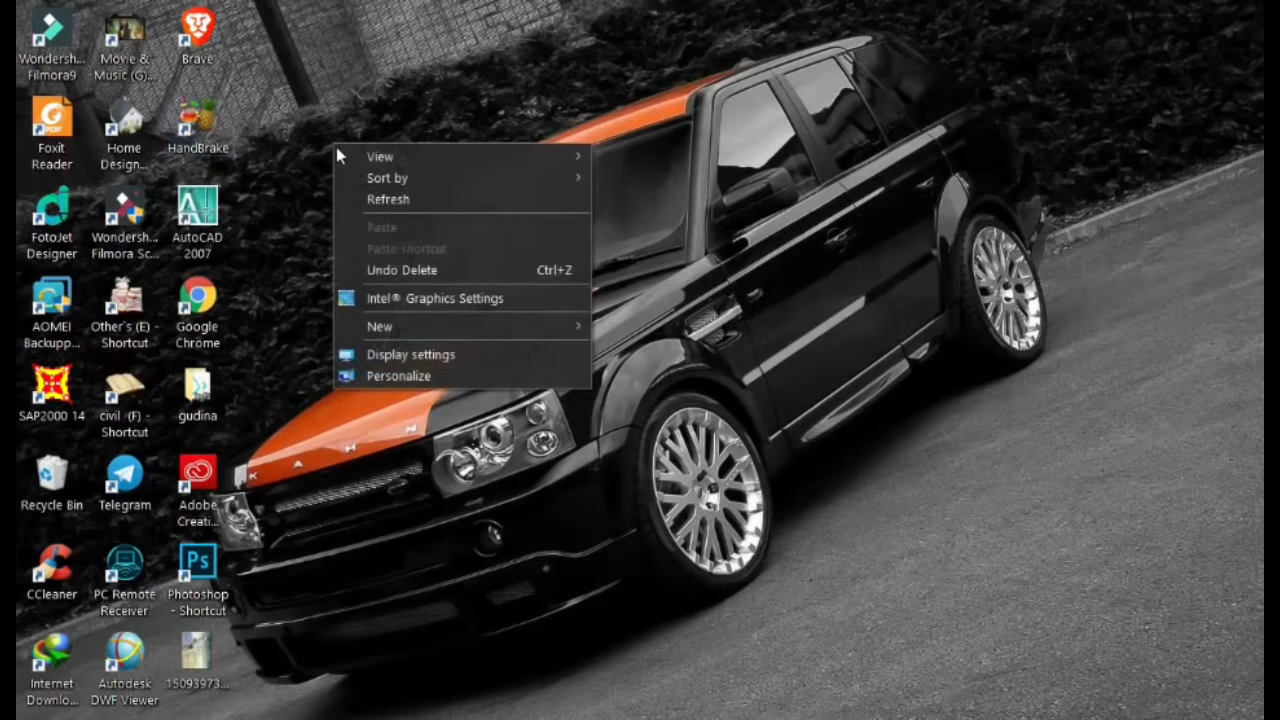 Wondersh...
Filmora9
Movie &
Music (G)...
Brave
Foxit
Reader
Home
Design...
HandBrake
FotoJet
Designer
Wondersh...
Filmora Sc...
AutoCAD
2007
AOMEI
Backupp...
Other`s (E) -
Shortcut
Google
Chrome
SAP2000 14
civil (F) -
Shortcut
gudina
Recycle Bin
Telegram
Adobe
Creati...
CCleaner
PC Remote
Receiver
Photoshop
- Shortcut
Internet
Downlo...
Autodesk
DWF Viewer
15093973...
PDF
Ps
View
Sort by
Refresh
Paste
Paste shortcut
Undo Delete Ctrl+Z
Intel® Graphics Settings
New
Display settings
Personalize
K A H N